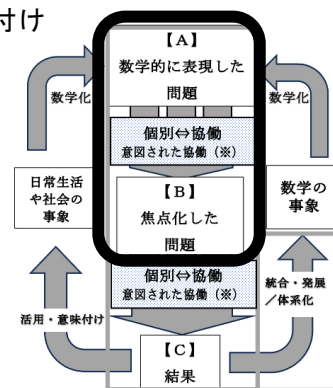 付け
【A】
数学的に表現した
問題
数学化
数学化
個別⇔協働
意図された協働（※）
日常生活
や社会の
事象
【B】
焦点化した
問題
数学の
事象
個別⇔協働
意図された協働（※）
活用・意味付け
統合・発展
／体系化
【C】
結果